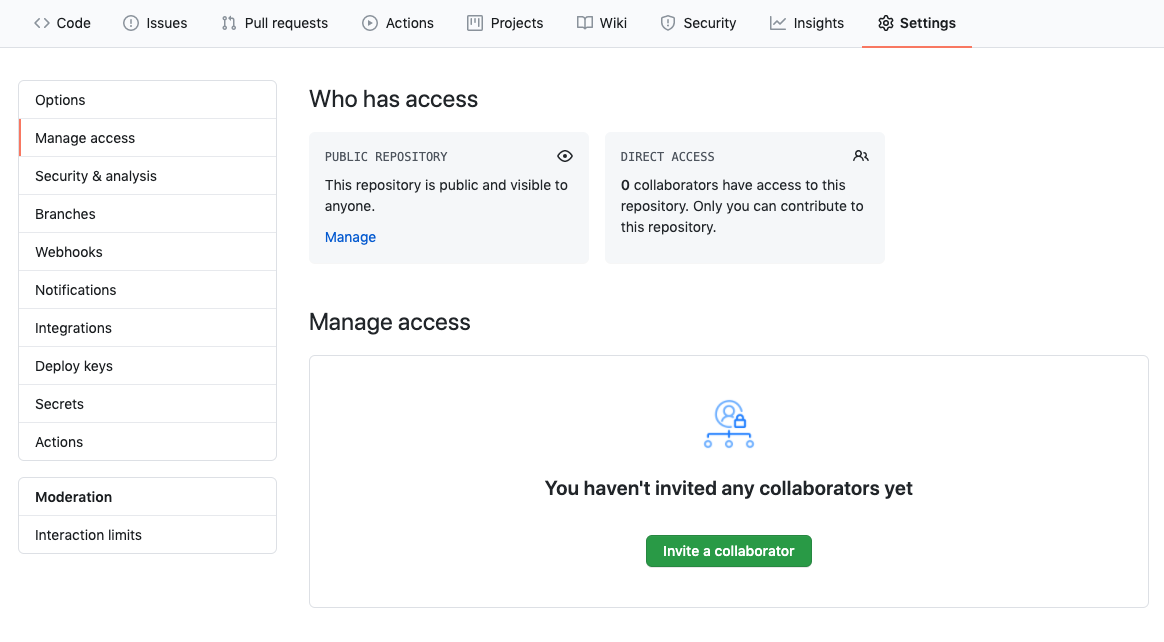 Code Issues Pull requests Actions Projects Wiki Security Insights Settings
Options
Manage access
Security & analysis
Branches
Webhooks
Notifications
Integrations
Deploy keys
Secrets
Actions
Moderation
Interaction limits
Who has access
PUBLIC REPOSITORY
This repository is public and visible to
anyone.
Manage
DIRECT ACCESS
0 collaborators have access to this
repository. Only you can contribute to
this repository.
Manage access
You haven't invited any collaborators yet
Invite a collaborator